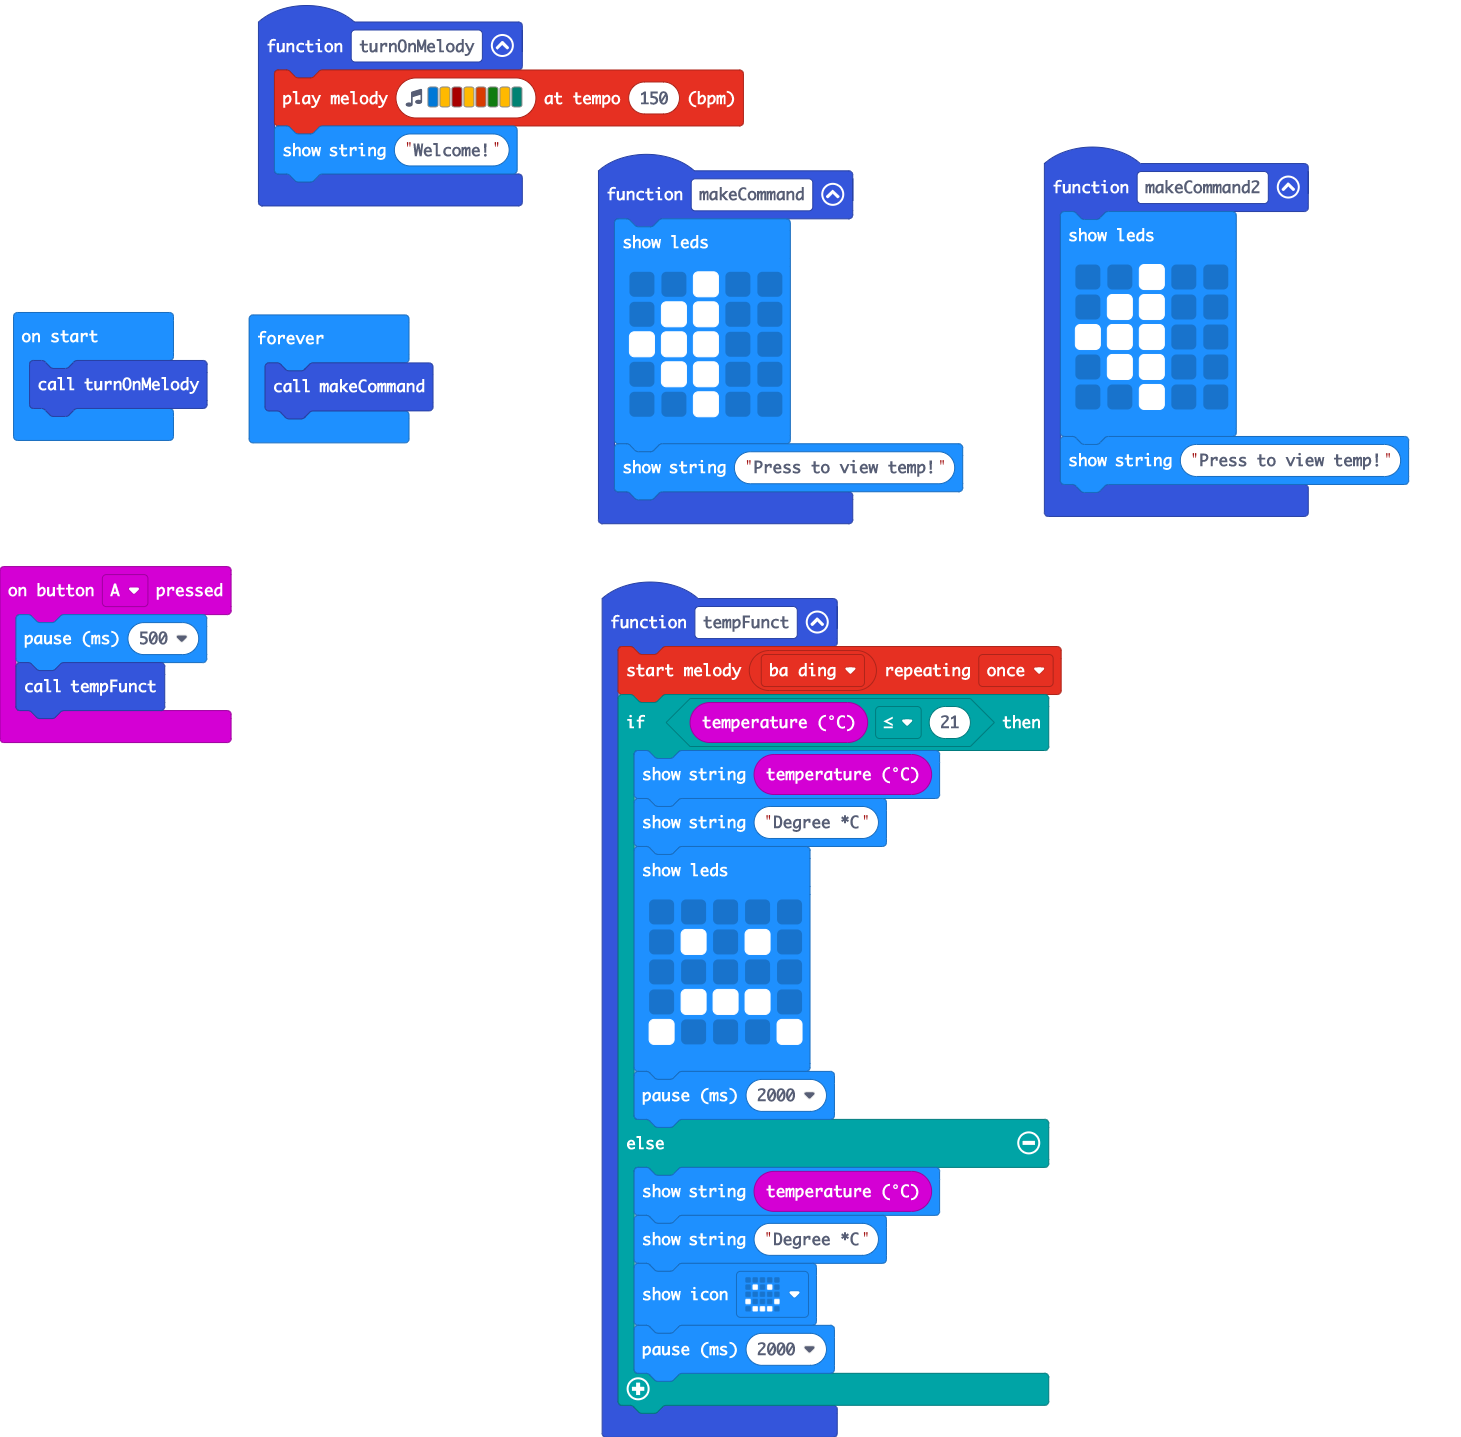 function turnOnMelody
play melody at tempo 150 (bpm)
show string "Welcome!"
function makeCommand
show leds
show string "Press to view temp!"
function makeCommand2
show leds
show string "Press to view temp!"
on start
call turnOnMelody
forever
call makeCommand
on button A pressed
pause (ms) 500
call tempFunct
function tempFunct
start melody ba ding repeating once
if temperature (°C) ≤ 21 then
show string temperature (°C)
show string "Degree *C"
show leds
pause (ms) 2000
else
show string temperature (°C)
show string "Degree *C"
show icon
pause (ms) 2000